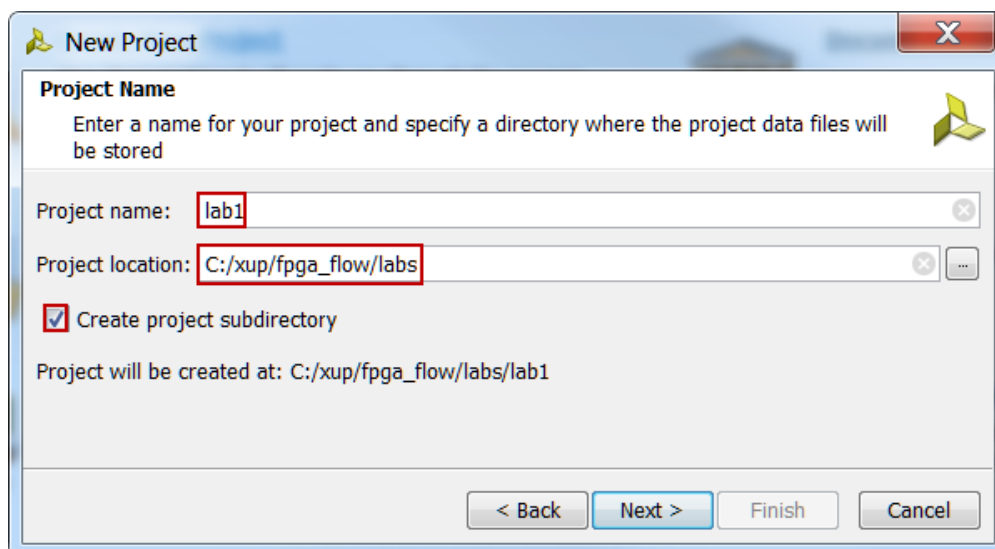 New Project
Project Name
Enter a name for your project and specify a directory where the project data files will
be stored
Project name: lab1
Project location: C:/xup/fpga_flow/labs ...
Create project subdirectory
Project will be created at: C:/xup/fpga_flow/labs/lab1
< Back Next > Finish Cancel